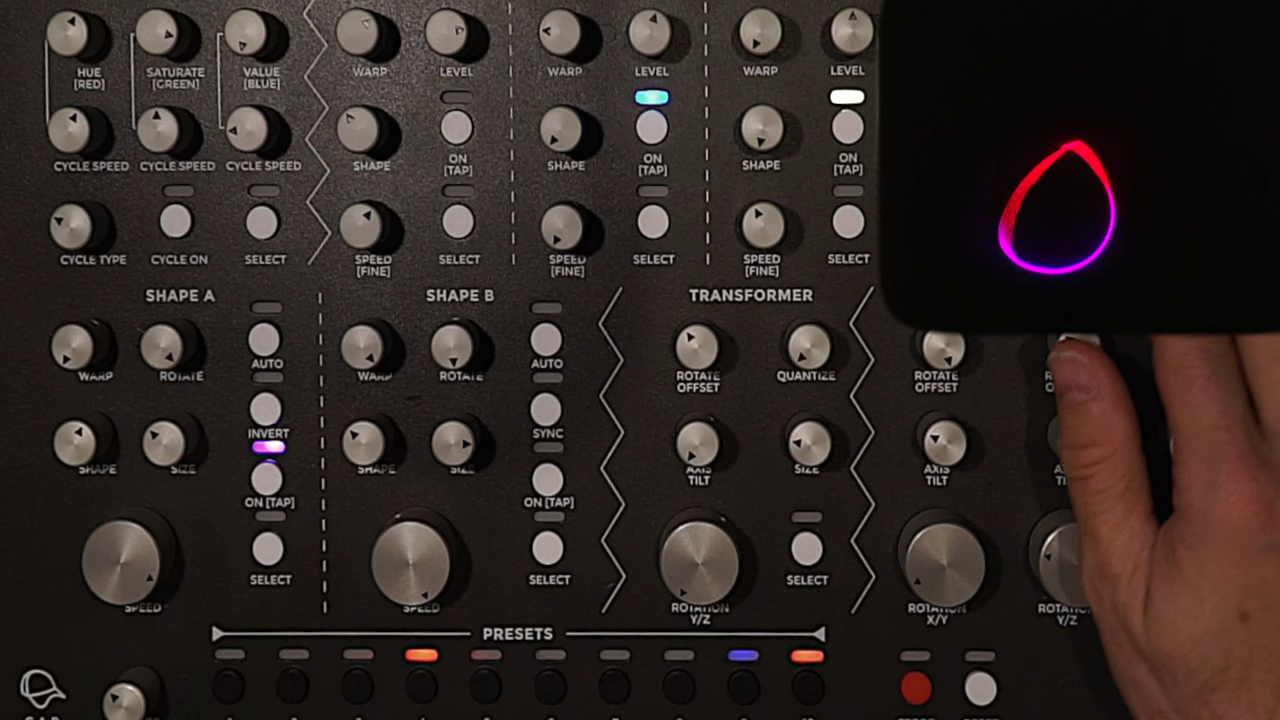 HUE
[RED]
SATURATE
[GREEN]
VALUE
[BLUE]
WARP
LEVEL
WARP
LEVEL
WARP
LEVEL
CYCLE SPEED
CYCLE SPEED
CYCLE SPEED
SHAPE
ON
[TAP]
SHAPE
ON
[TAP]
SHAPE
ON
[TAP]
CYCLE TYPE
CYCLE ON
SELECT
SPEED
[FINE]
SELECT
SPEED
[FINE]
SELECT
SPEED
[FINE]
SELECT
SHAPE A
SHAPE B
TRANSFORMER
WARP
ROTATE
AUTO
WARP
ROTATE
AUTO
ROTATE
OFFSET
QUANTIZE
ROTATE
OFFSET
INVERT
SYNC
SHAPE
SIZE
ON [TAP]
SHAPE
SIZE
ON [TAP]
AXIS
TILT
SIZE
AXIS
TILT
SPEED
SELECT
SPEED
SELECT
ROTATION
Y/Z
SELECT
ROTATION
X/Y
Y/Z
PRESETS